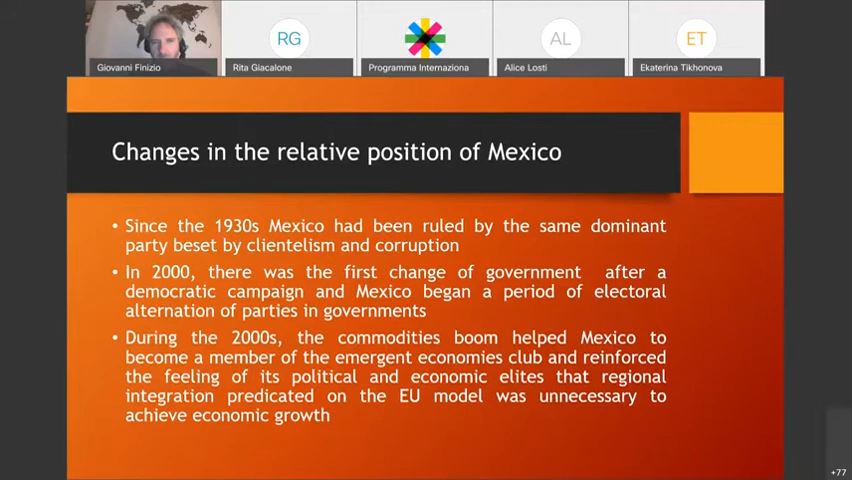 RG
AL
ET
Giovanni Finizio
Rita Giacalone
Programma Internaziona
Alice Losti
Ekaterina Tikhonova
Changes in the relative position of Mexico
• Since the 1930s Mexico had been ruled by the same dominant
party beset by clientelism and corruption
• In 2000, there was the first change of government after a
democratic campaign and Mexico began a period of electoral
alternation of parties in governments
• During the 2000s, the commodities boom helped Mexico to
become a member of the emergent economies club and reinforced
the feeling of its political and economic elites that regional
integration predicated on the EU model was unnecessary to
achieve economic growth
+77